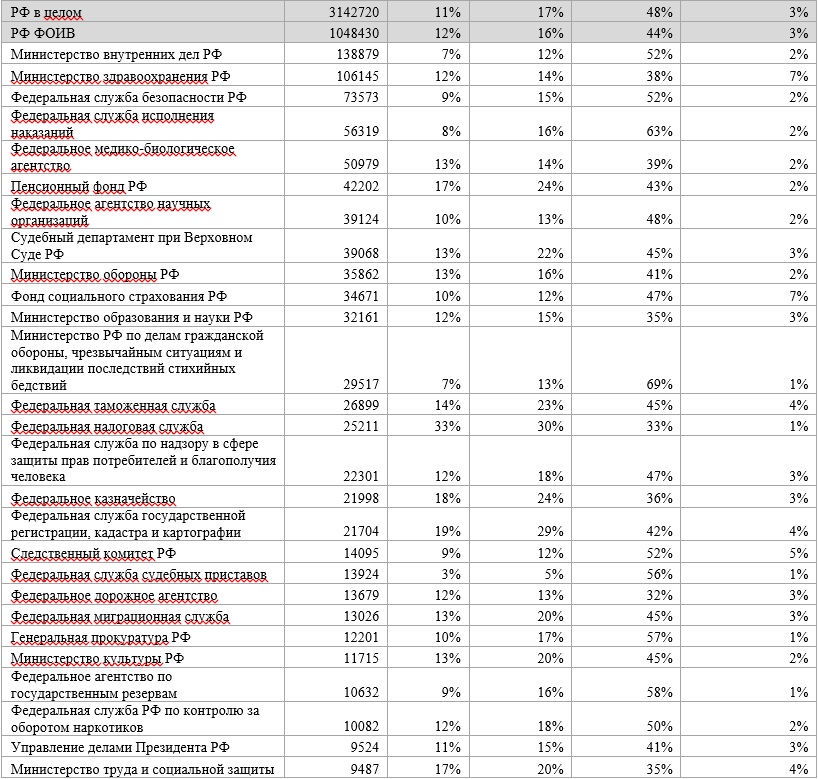 РФ в целом 3142720 11% 17% 48% 3%
РФ ФОИВ 1048430 12% 16% 44% 3%
Министерство внутренних дел РФ 138879 7% 12% 52% 2%
Министерство здравоохранения РФ 106145 12% 14% 38% 7%
Федеральная служба безопасности РФ 73573 9% 15% 52% 2%
Федеральная служба исполнения
наказаний 56319 8% 16% 63% 2%
Федеральное медико-биологическое
агентство 50979 13% 14% 39% 2%
Пенсионный фонд РФ 42202 17% 24% 43% 2%
Федеральное агентство научных
организаций 39124 10% 13% 48% 2%
Судебный департамент при Верховном
Суде РФ 39068 13% 22% 45% 3%
Министерство обороны РФ 35862 13% 16% 41% 2%
Фонд социального страхования РФ 34671 10% 12% 47% 7%
Министерство образования и науки РФ 32161 12% 15% 35% 3%
Министерство РФ по делам гражданской
обороны, чрезвычайным ситуациям и
ликвидации последствий стихийных
бедствий 29517 7% 13% 69% 1%
Федеральная таможенная служба 26899 14% 23% 45% 4%
Федеральная налоговая служба 25211 33% 30% 33% 1%
Федеральная служба по надзору в сфере
защиты прав потребителей и благополучия
человека 22301 12% 18% 47% 3%
Федеральное казначейство 21998 18% 24% 36% 3%
Федеральная служба государственной
регистрации, кадастра и картографии 21704 19% 29% 42% 4%
Следственный комитет РФ 14095 9% 12% 52% 5%
Федеральная служба судебных приставов 13924 3% 5% 56% 1%
Федеральное дорожное агентство 13679 12% 13% 32% 3%
Федеральная миграционная служба 13026 13% 20% 45% 3%
Генеральная прокуратура РФ 12201 10% 17% 57% 1%
Министерство культуры РФ 11715 13% 20% 45% 2%
Федеральное агентство по
государственным резервам 10632 9% 16% 58% 1%
Федеральная служба РФ по контролю за
оборотом наркотиков 10082 12% 18% 50% 2%
Управление делами Президента РФ 9524 11% 15% 41% 3%
Министерство труда и социальной защиты 9487 17% 20% 35% 4%